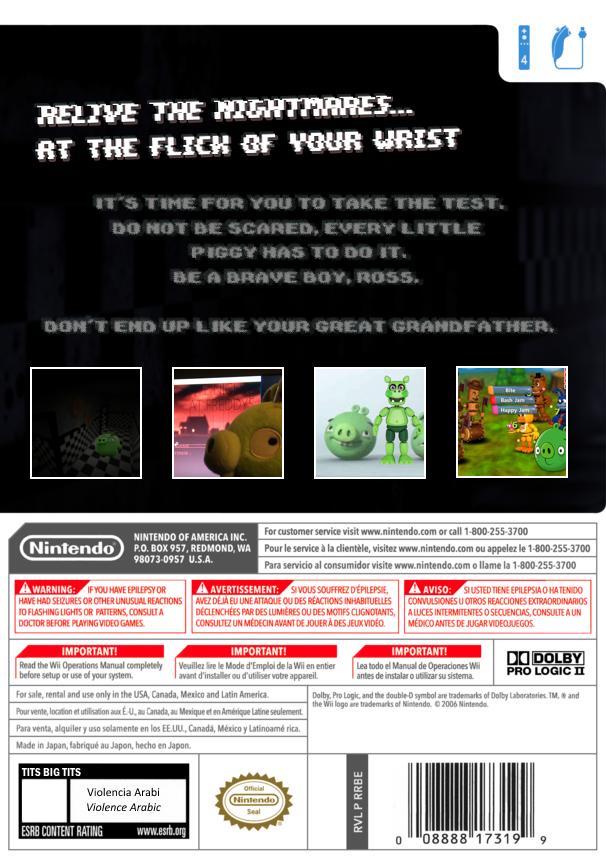 4
RELIVE THE NIGHTMARES...
AT THE FLICK OF YOUR WRIST
IT'S TIME FOR YOU TO TAKE THE TEST.
DO NOT BE SCARED, EVERY LITTLE
PIGGY HAS TO DO IT.
BE A BRAVE BOY, ROSS.
DON'T END UP LIKE YOUR GREAT GRANDFATHER.
Bite
Bash Jam
Happy Jam
Nintendo
NINTENDO OF AMERICA INC.
P.O. BOX 957, REDMOND, WA
98073-0957 U.S.A.
For customer service visit www.nintendo.com or call 1-800-255-3700
Pour le service à la clientèle, visitez www.nintendo.com ou appelez le 1-800-255-3700
Para servicio al consumidor visite www.nintendo.com o llame la 1-800-255-3700
WARNING: IF YOU HAVE EPILEPSY OR
HAVE HAD SEIZURES OR OTHER UNUSUAL REACTIONS
TO FLASHING LIGHTS OR PATTERNS, CONSULT A
DOCTOR BEFORE PLAYING VIDEO GAMES.
AVERTISSEMENT: SI VOUS SOUFFREZ D'ÉPILEPSIE,
AVEZ DÉJÀ EU UNE ATTAQUE OU DES RÉACTIONS INHABITUELLES
DÉCLENCHÉES PAR DES LUMIÈRES OU DES MOTIFS CLIGNOTANTS,
CONSULTEZ UN MÉDECIN AVANT DE JOUER À DES JEUX VIDÉO.
AVISO: SI USTED TIENE EPILEPSIA O HA TENIDO
CONVULSIONES U OTROS REACCIONES EXTRAORDINARIOS
A LUCES INTERMITENTES O SECUENCIAS, CONSULTE A UN
MÉDICO ANTES DE JUGAR VIDEOJUEGOS.
IMPORTANT!
Read the Wii Operations Manual completely
before setup or use of your system.
IMPORTANT!
Veuillez lire le Mode d'Emploi de la Wii en entier
avant d'installer ou d'utiliser votre appareil.
IMPORTANT!
Lea todo el Manual de Operaciones Wii
antes de instalar o utilizar su sistema.
DOLBY
PRO LOGIC II
For sale, rental and use only in the USA, Canada, Mexico and Latin America.
Pour vente, location et utilisation aux É.-U., au Canada, au Mexique et en Amérique Latine seulement.
Para venta, alquiler y uso solamente en los EE.UU., Canadá, México y Latinoamé rica.
Made in Japan, fabriqué au Japon, hecho en Japon.
Dolby, Pro Logic, and the double-D symbol are trademarks of Dolby Laboratories. TM, ® and
the Wii logo are trademarks of Nintendo. © 2006 Nintendo.
TITS BIG TITS
Violencia Arabi
Violence Arabic
ESRB CONTENT RATING www.esrb.org
Official
Nintendo
Seal
RVL P RRBE
0 08888 17319 9